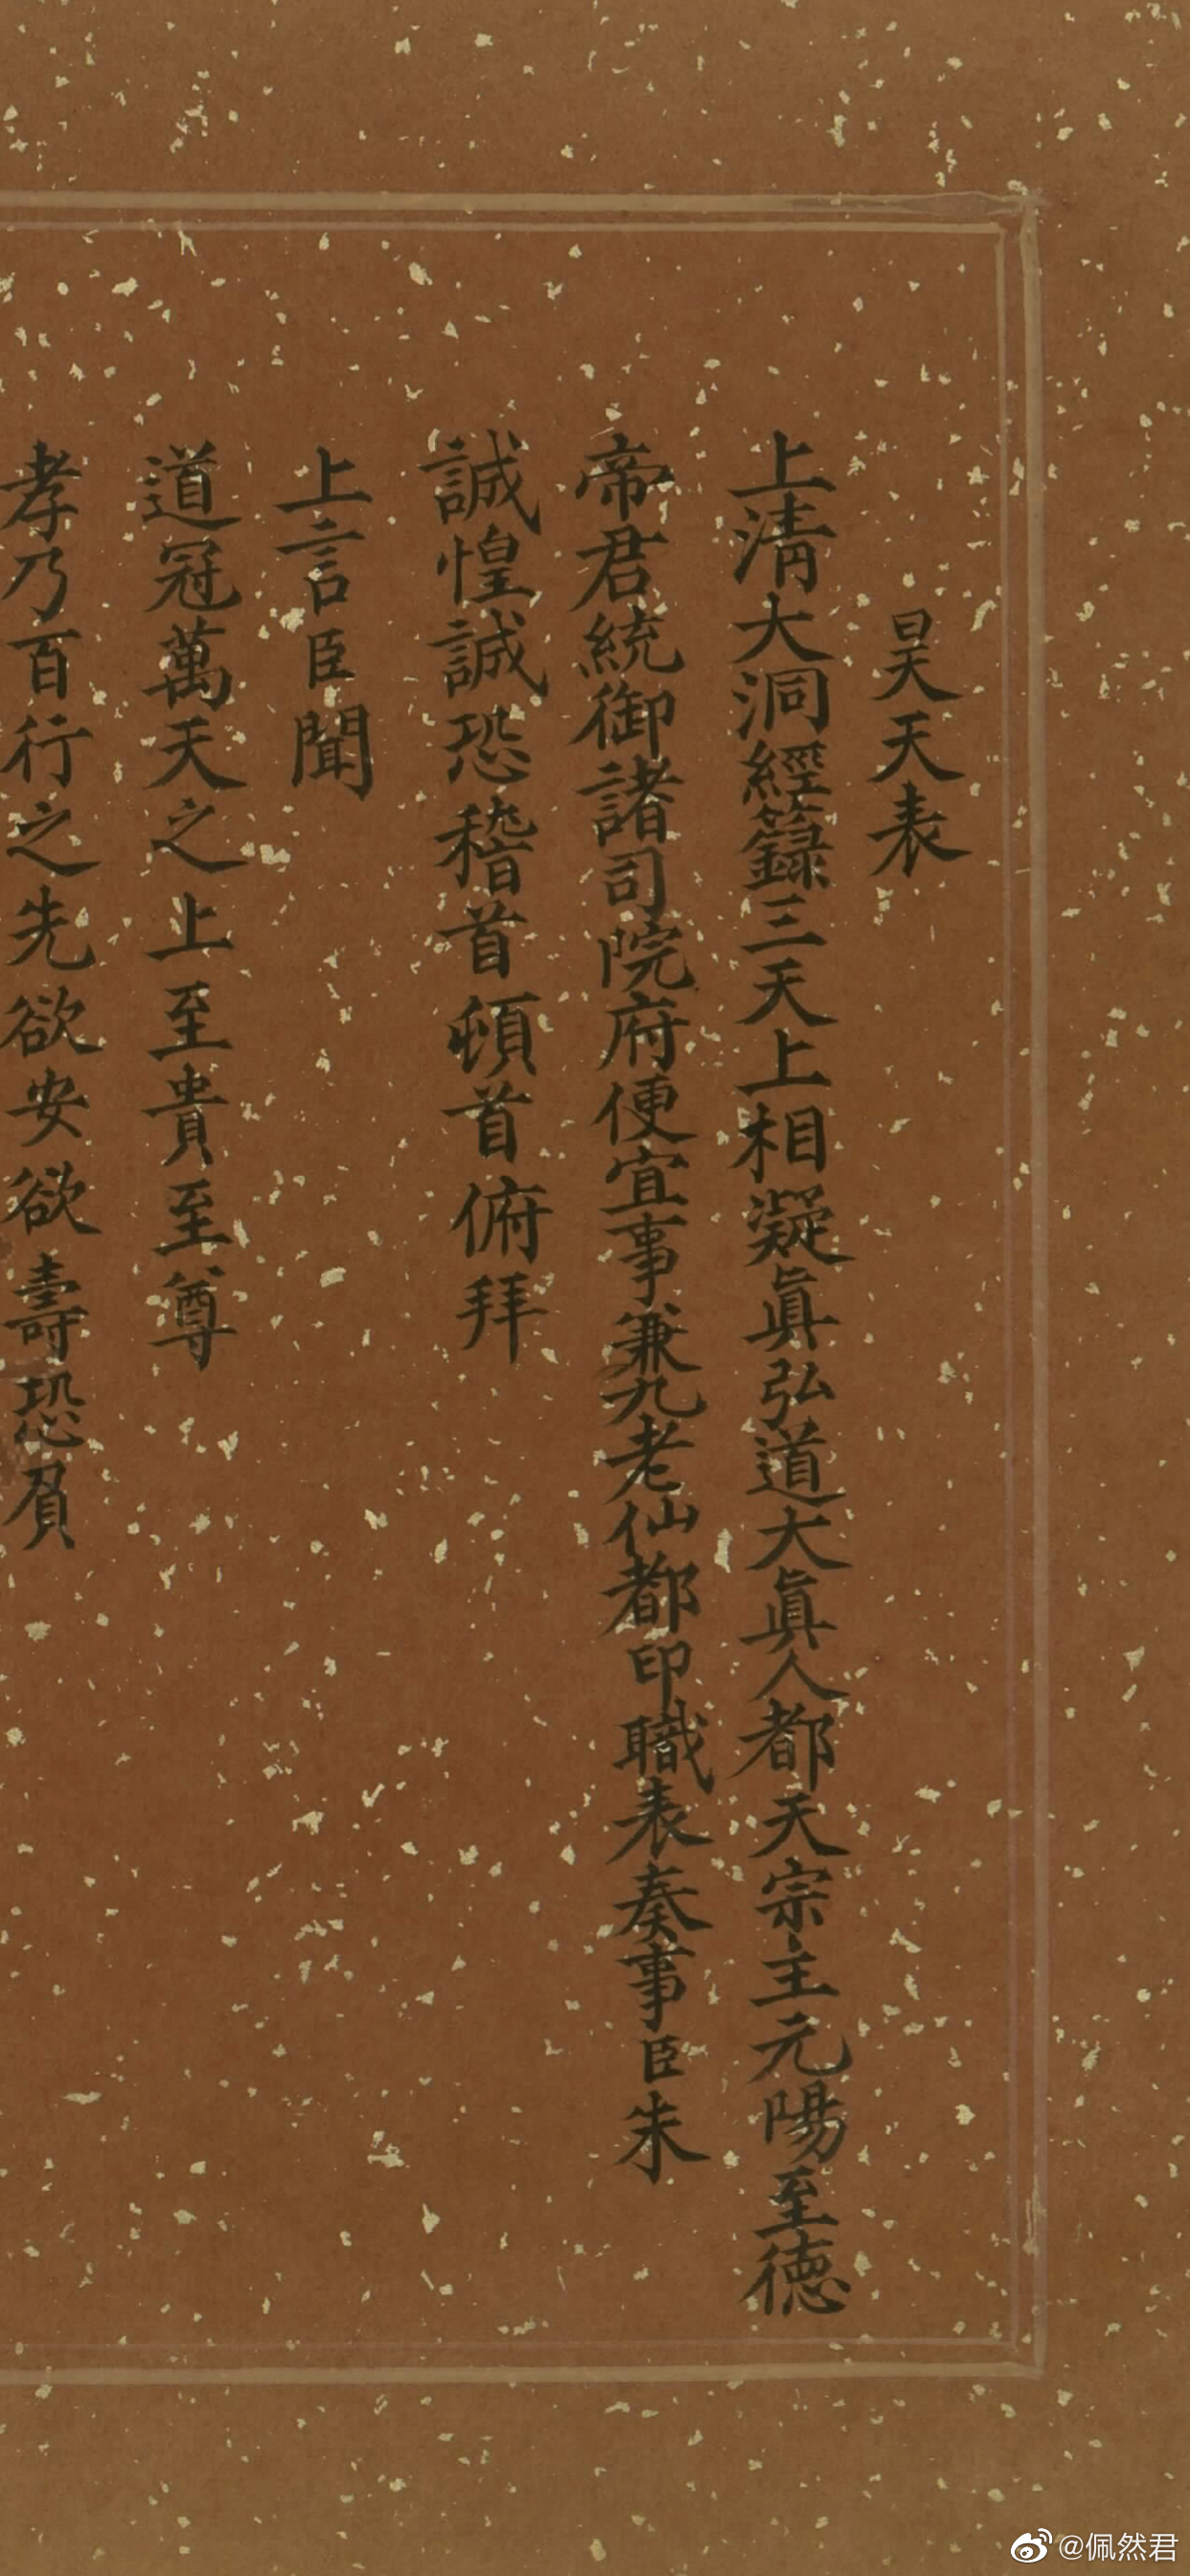 昊天表
上淸大洞經籙三天上相凝眞弘道大眞人都天宗主元陽至德
帝君統御諸司院府便宜事兼九老仙都印職表奏事臣朱
誠惶誠恐稽首頓首俯拜
上言臣聞
道冠萬天之上至貴至尊
孝乃百行之先欲安欲壽恐貟
@佩然君